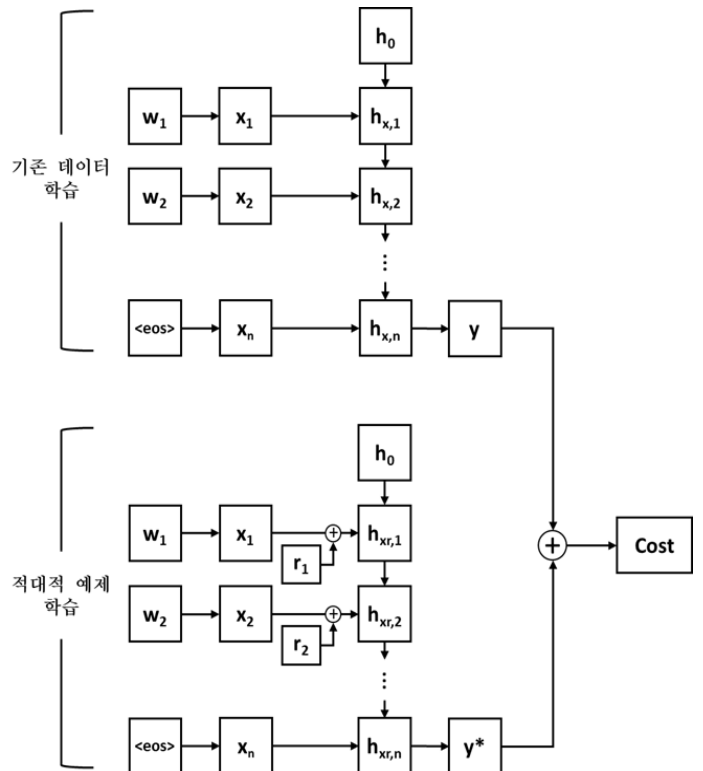 h₀
w₁ x₁ hₓ,₁
기존 데이터
학습
w₂ x₂ hₓ,₂
⋮
<eos> xₙ hₓ,ₙ y
h₀
w₁ x₁ + hₓᵣ,₁
r₁
+ Cost
적대적 예제
학습
w₂ x₂ + hₓᵣ,₂
r₂
⋮
<eos> xₙ hₓᵣ,ₙ y*